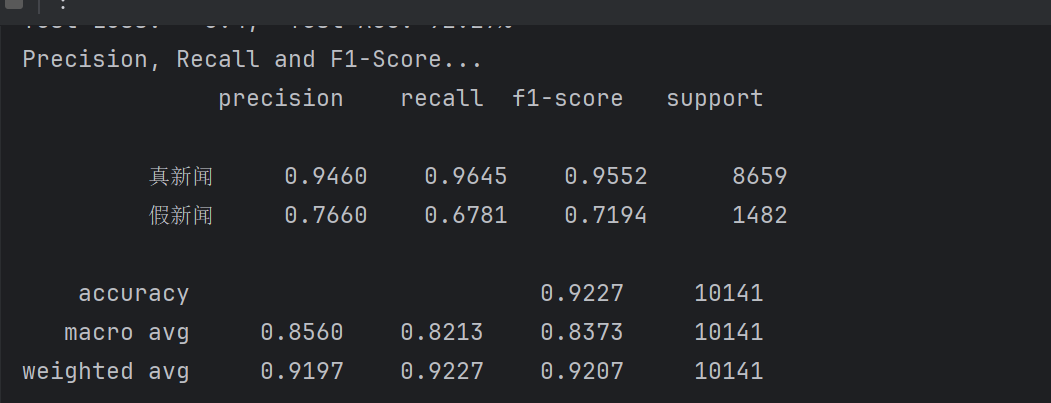 Precision, Recall and F1-Score...
precision recall f1-score support
真新闻 0.9460 0.9645 0.9552 8659
假新闻 0.7660 0.6781 0.7194 1482
accuracy 0.9227 10141
macro avg 0.8560 0.8213 0.8373 10141
weighted avg 0.9197 0.9227 0.9207 10141